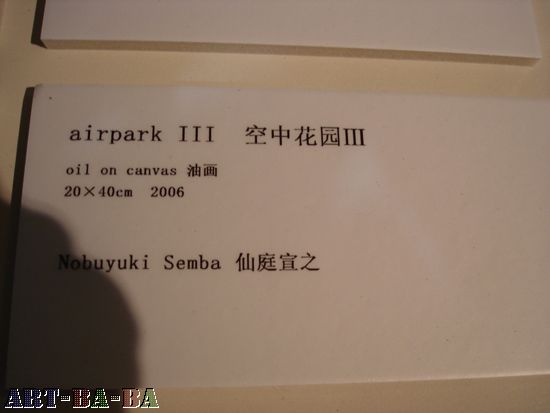 airpark III 空中花园Ⅲ
oil on canvas 油画
20×40cm 2006
Nobuyuki Semba 仙庭宣之
ART-BA-BA